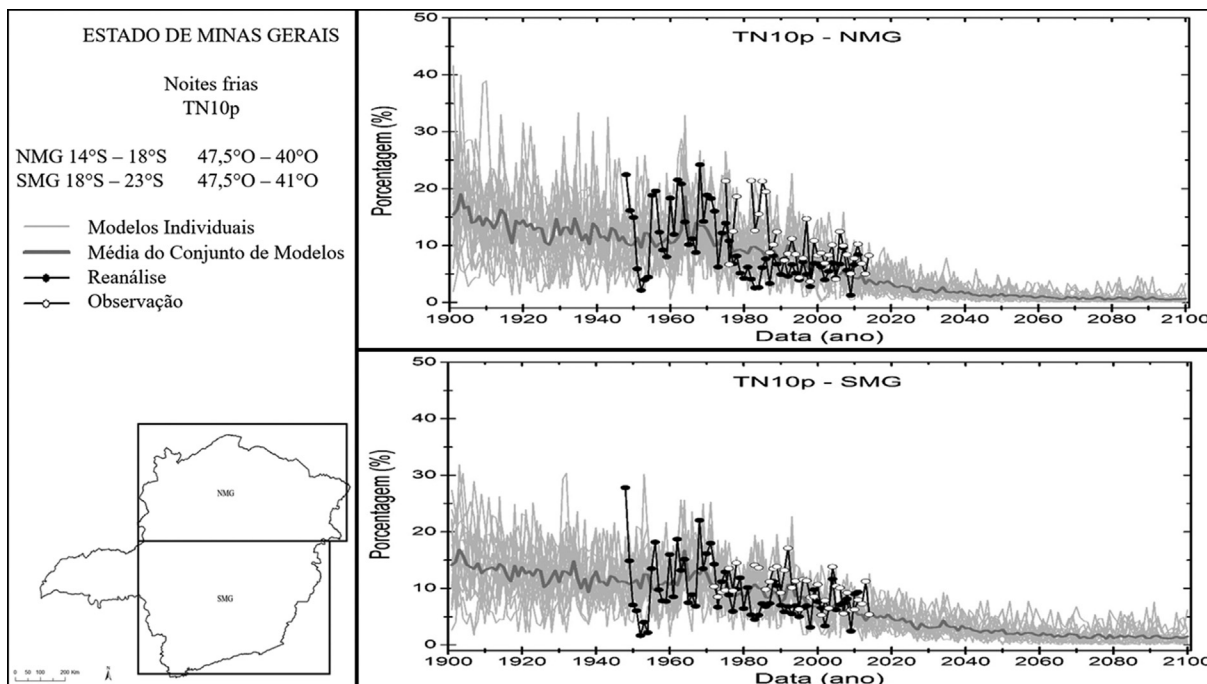 ESTADO DE MINAS GERAIS
Noites frias
TN10p
NMG 14°S – 18°S 47,5°O – 40°O
SMG 18°S – 23°S 47,5°O – 41°O
Modelos Individuais
Média do Conjunto de Modelos
Reanálise
Observação
NMG
SMG
0 50 100 200 Km
N
TN10p - NMG
Porcentagem (%)
50
40
30
20
10
0
1900 1920 1940 1960 1980 2000 2020 2040 2060 2080 2100
Data (ano)
TN10p - SMG
Porcentagem (%)
50
40
30
20
10
0
1900 1920 1940 1960 1980 2000 2020 2040 2060 2080 2100
Data (ano)